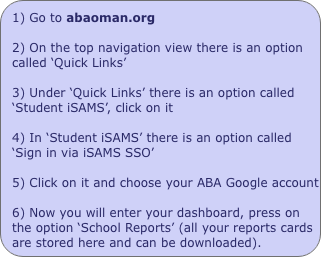 1) Go to abaoman.org
2) On the top navigation view there is an option
called ‘Quick Links’
3) Under ‘Quick Links’ there is an option called
‘Student iSAMS’, click on it
4) In ‘Student iSAMS’ there is an option called
‘Sign in via iSAMS SSO’
5) Click on it and choose your ABA Google account
6) Now you will enter your dashboard, press on
the option ‘School Reports’ (all your reports cards
are stored here and can be downloaded).